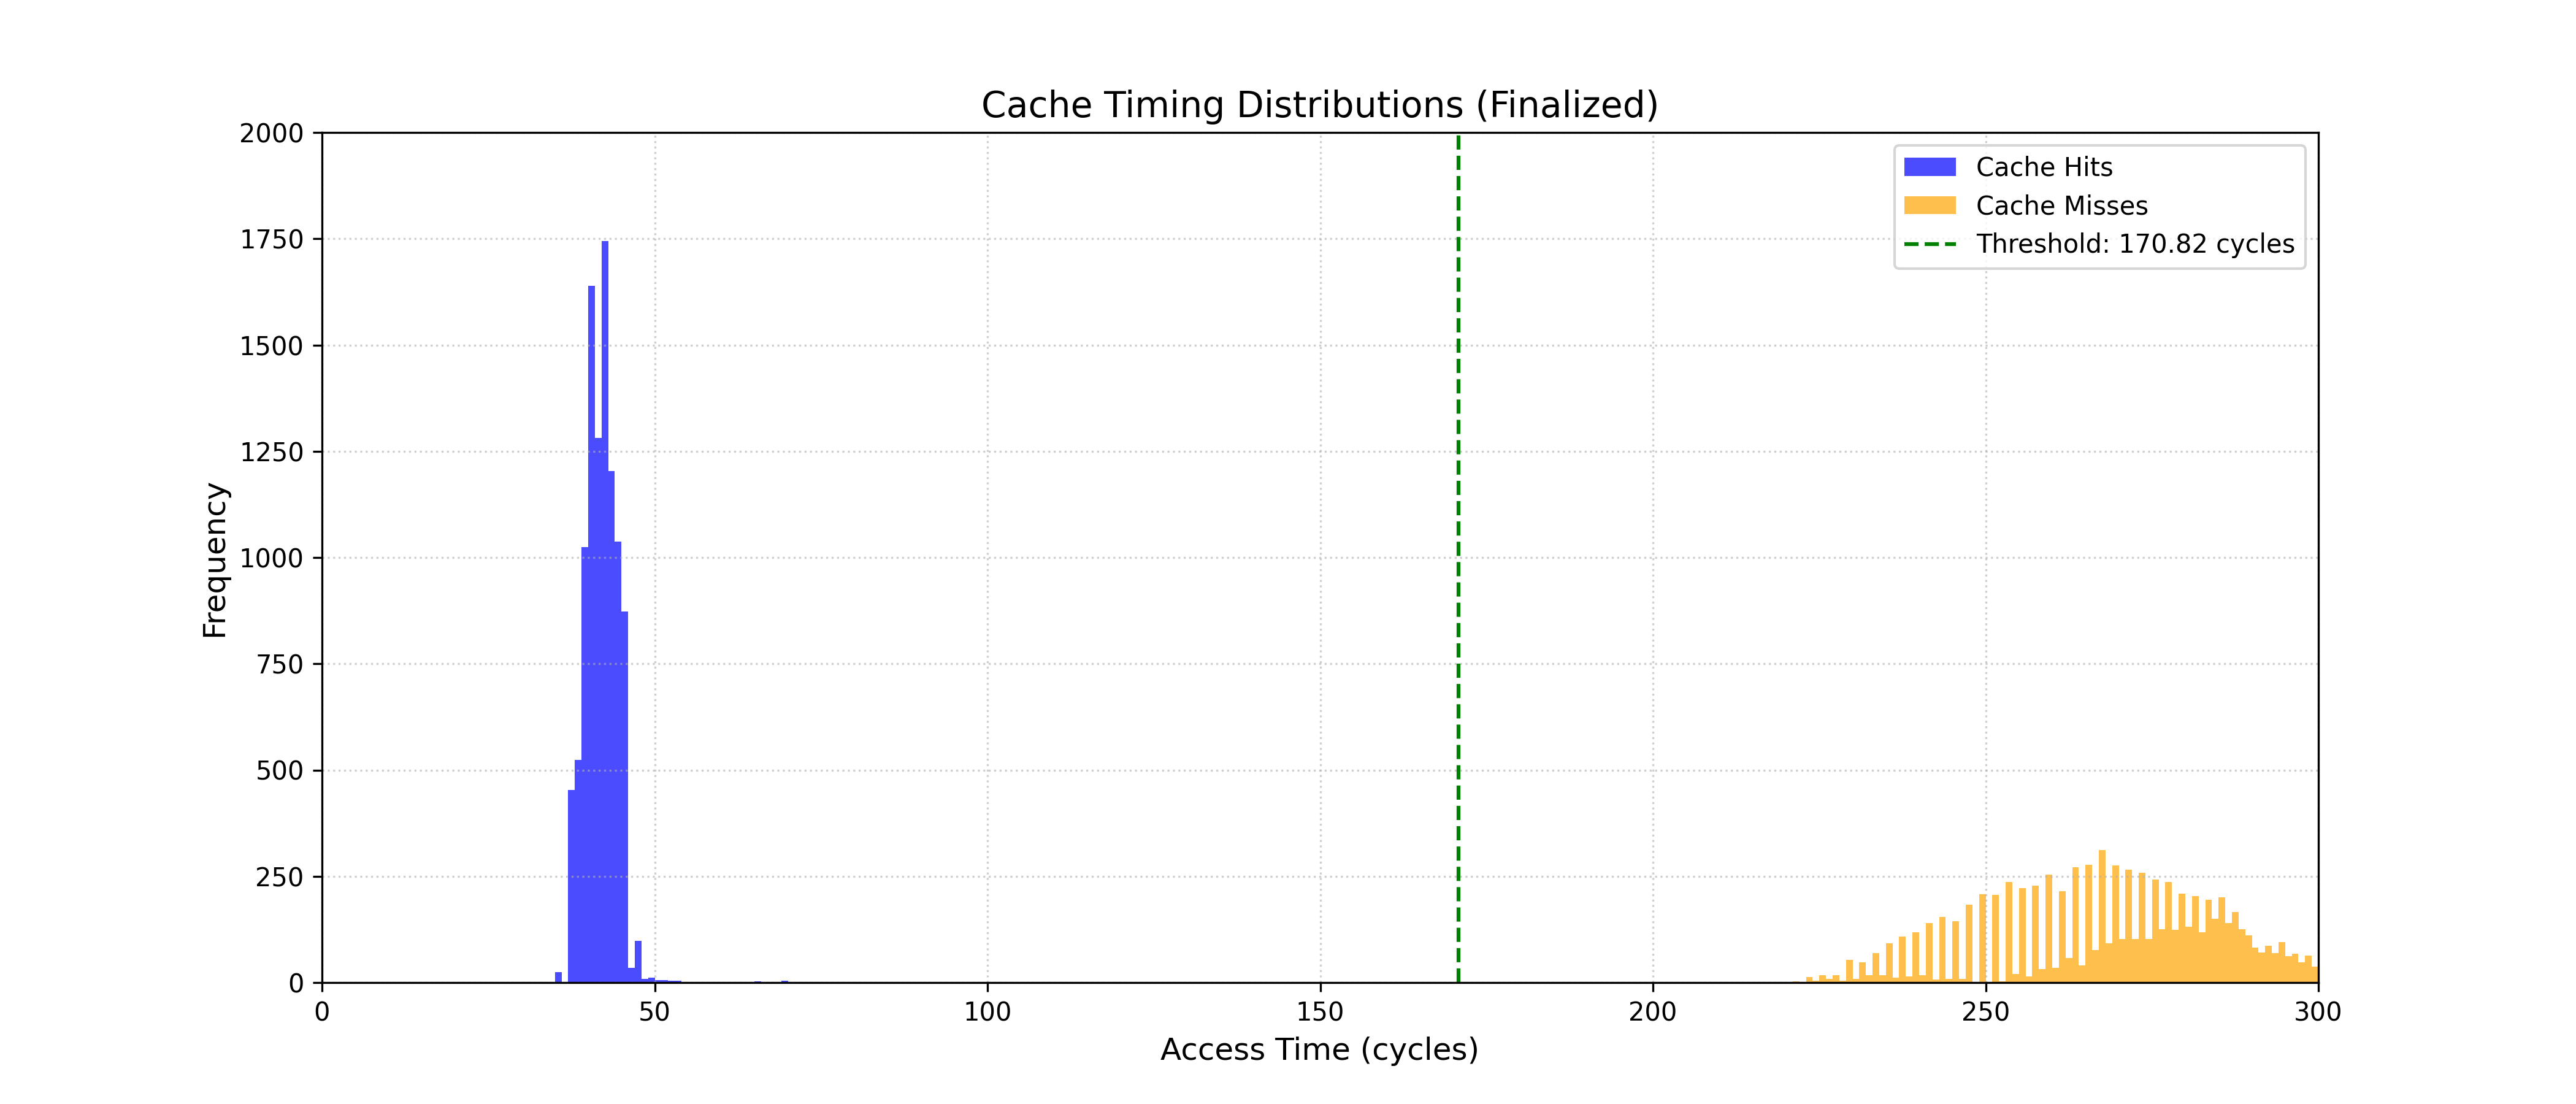 Cache Timing Distributions (Finalized)
2000
1750
1500
1250
1000
750
500
250
0
Frequency
Cache Hits
Cache Misses
Threshold: 170.82 cycles
0 50 100 150 200 250 300
Access Time (cycles)